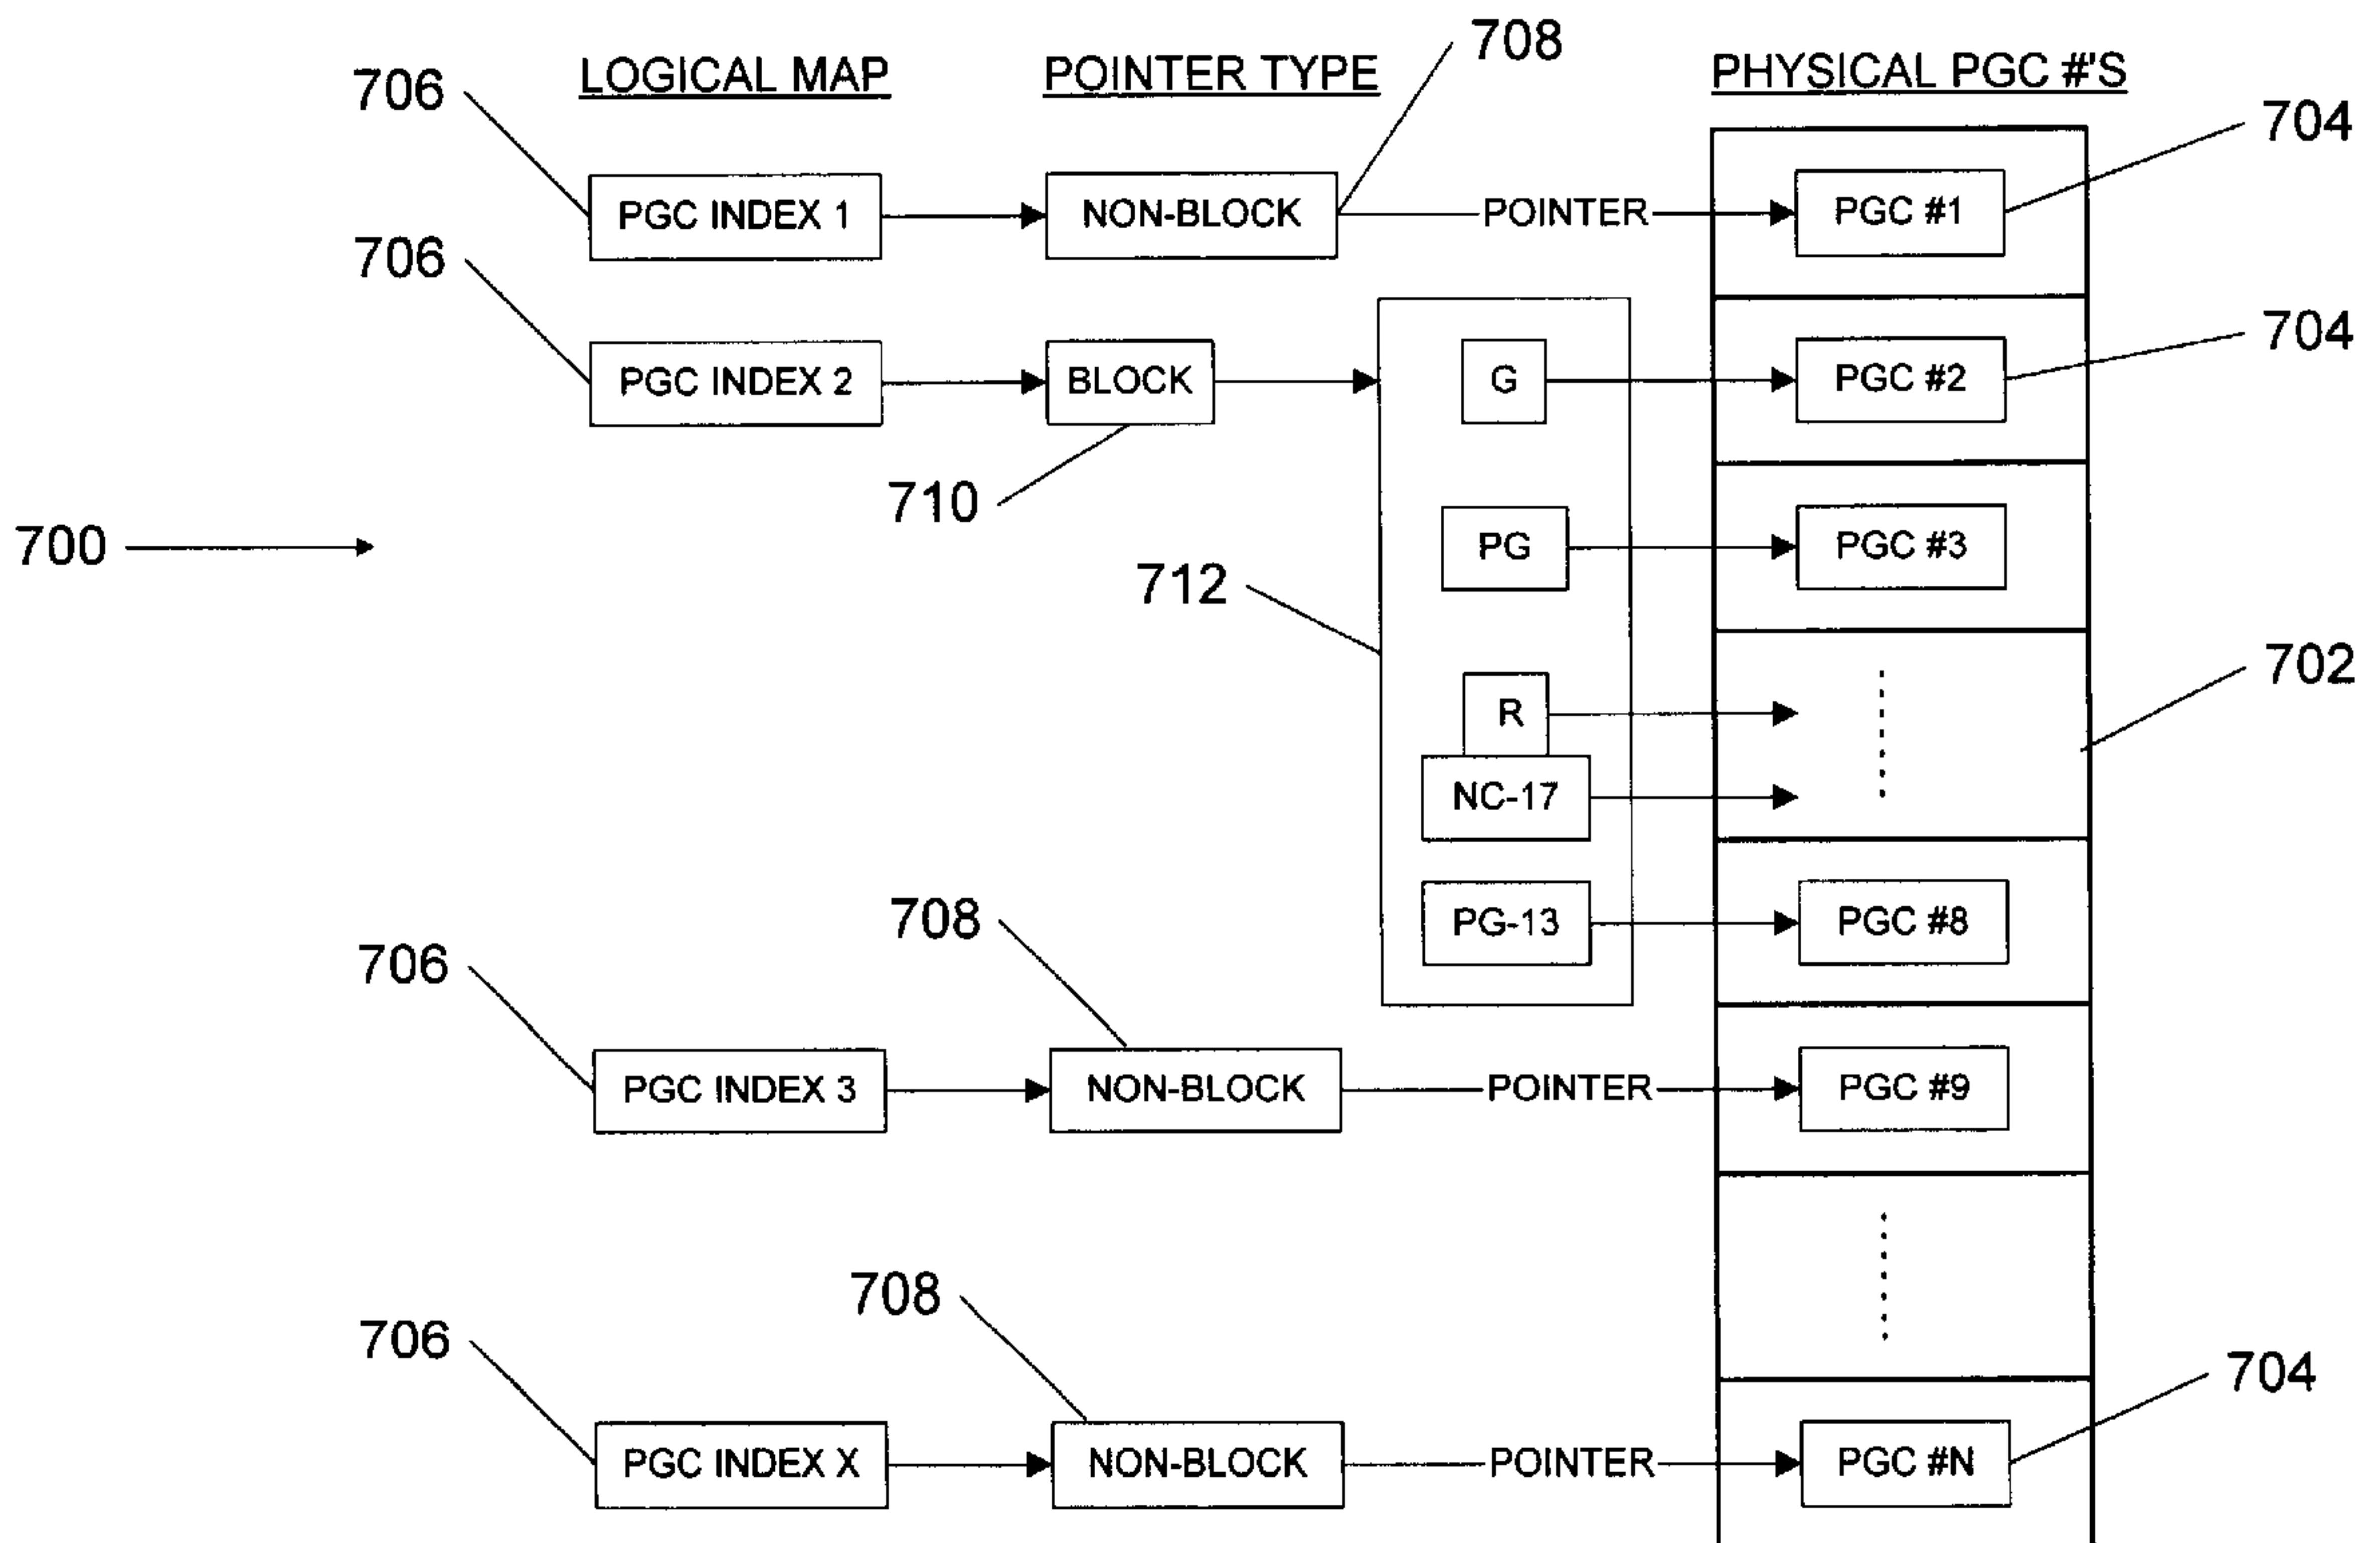 708
LOGICAL MAP POINTER TYPE PHYSICAL PGC #'S
706
704
PGC INDEX 1 NON-BLOCK POINTER PGC #1
706
704
PGC INDEX 2 BLOCK G PGC #2
710
700
712
PG PGC #3
702
R
NC-17
708
PG-13 PGC #8
706
PGC INDEX 3 NON-BLOCK POINTER PGC #9
708
706
704
PGC INDEX X NON-BLOCK POINTER PGC #N